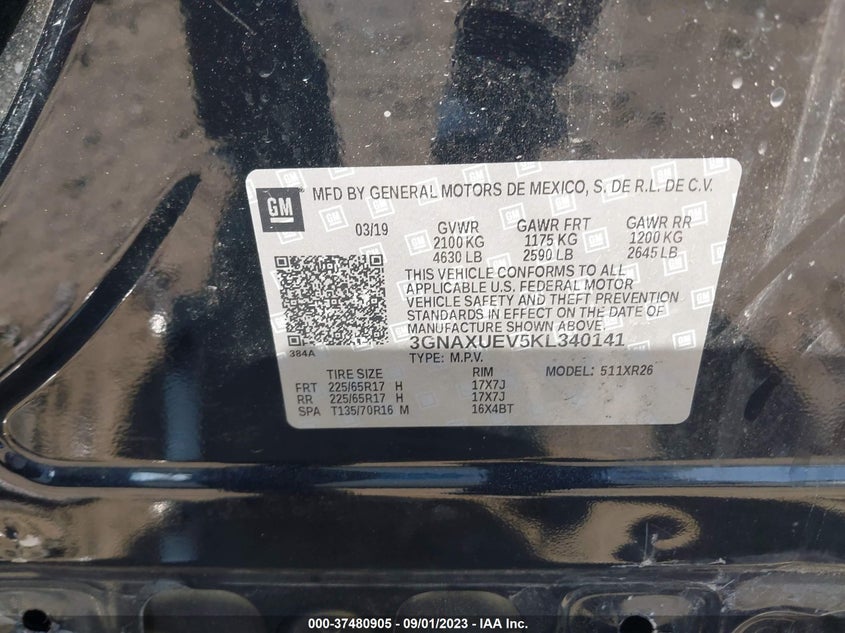 GM
MFD BY GENERAL MOTORS DE MEXICO, S. DE R.L. DE C.V.
03/19 GVWR GAWR FRT GAWR RR
2100 KG 1175 KG 1200 KG
4630 LB 2590 LB 2645 LB
THIS VEHICLE CONFORMS TO ALL
APPLICABLE U.S. FEDERAL MOTOR
VEHICLE SAFETY AND THEFT PREVENTION
STANDARDS IN EFFECT ON THE DATE OF
MANUFACTURE SHOWN ABOVE.
3GNAXUEV5KL340141
384A
TYPE: M.P.V.
TIRE SIZE RIM MODEL: 511XR26
FRT 225/65R17 H 17X7J
RR 225/65R17 H 17X7J
SPA T135/70R16 M 16X4BT
000-37480905 - 09/01/2023 - IAA Inc.